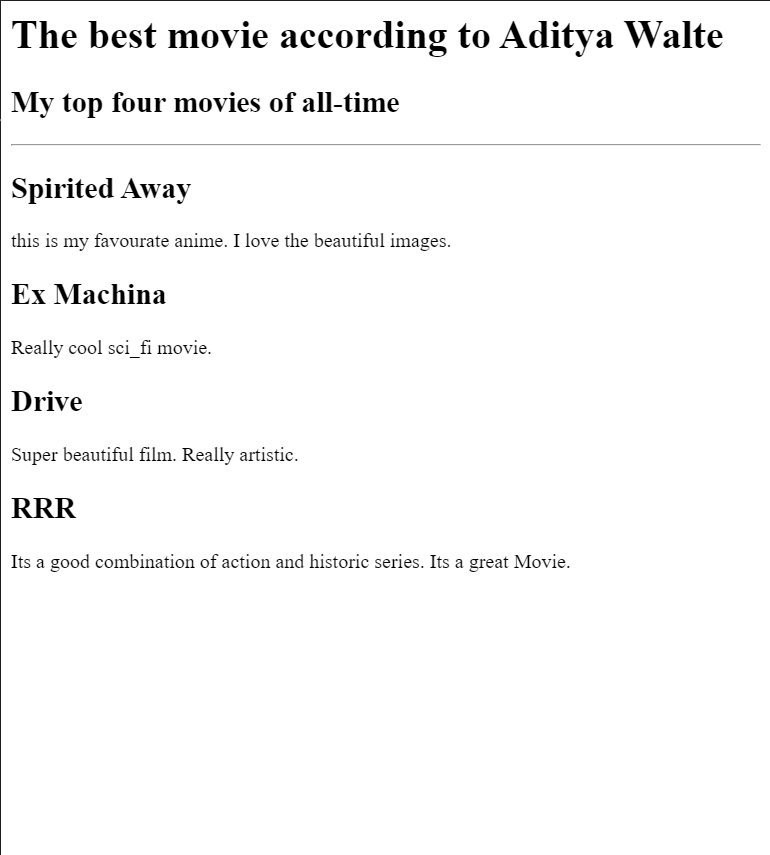 The best movie according to Aditya Walte
My top four movies of all-time
Spirited Away
this is my favourate anime. I love the beautiful images.
Ex Machina
Really cool sci_fi movie.
Drive
Super beautiful film. Really artistic.
RRR
Its a good combination of action and historic series. Its a great Movie.